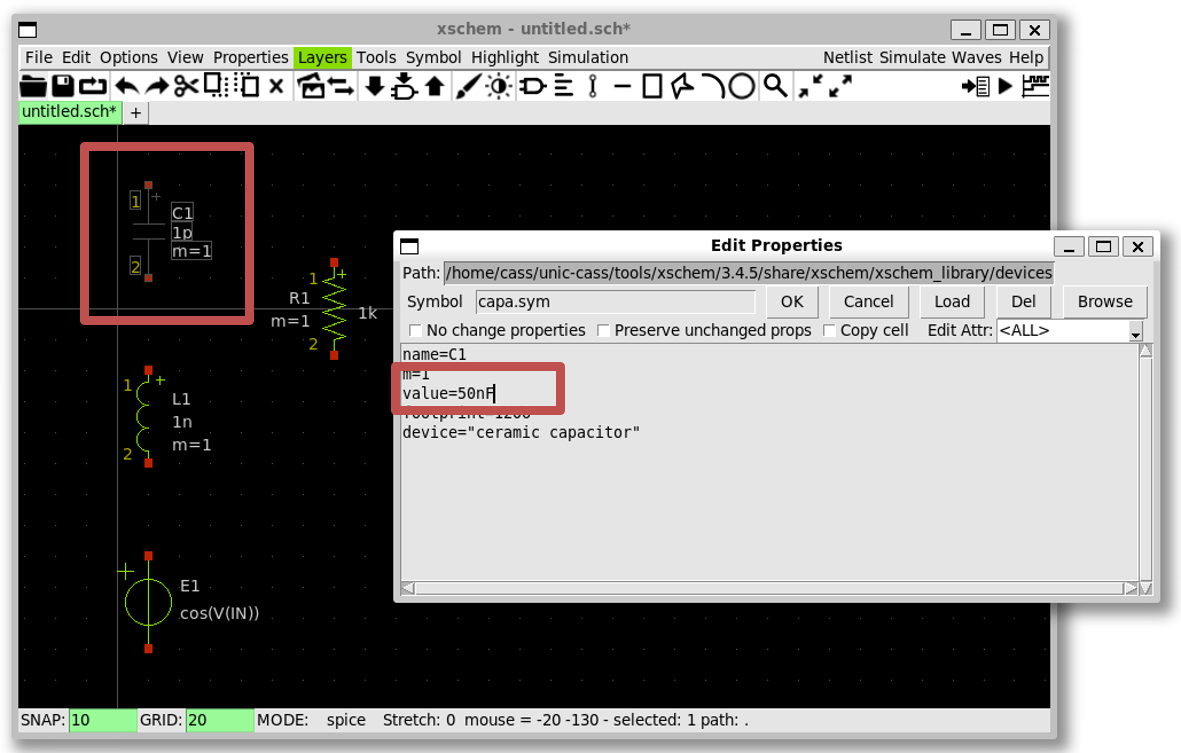 xschem - untitled.sch*
File Edit Options View Properties Layers Tools Symbol Highlight Simulation Netlist Simulate Waves Help
untitled.sch* +
1 +
C1
1p
m=1
2
1 +
R1
1k
m=1
2
1 +
L1
1n
m=1
2
E1
cos(V(IN))
Edit Properties
Path: /home/cass/unic-cass/tools/xschem/3.4.5/share/xschem/xschem_library/devices
Symbol capa.sym OK Cancel Load Del Browse
No change properties Preserve unchanged props Copy cell Edit Attr: <ALL>
name=C1
m=1
value=50nF
device="ceramic capacitor"
SNAP: 10 GRID: 20 MODE: spice Stretch: 0 mouse = -20 -130 - selected: 1 path: .